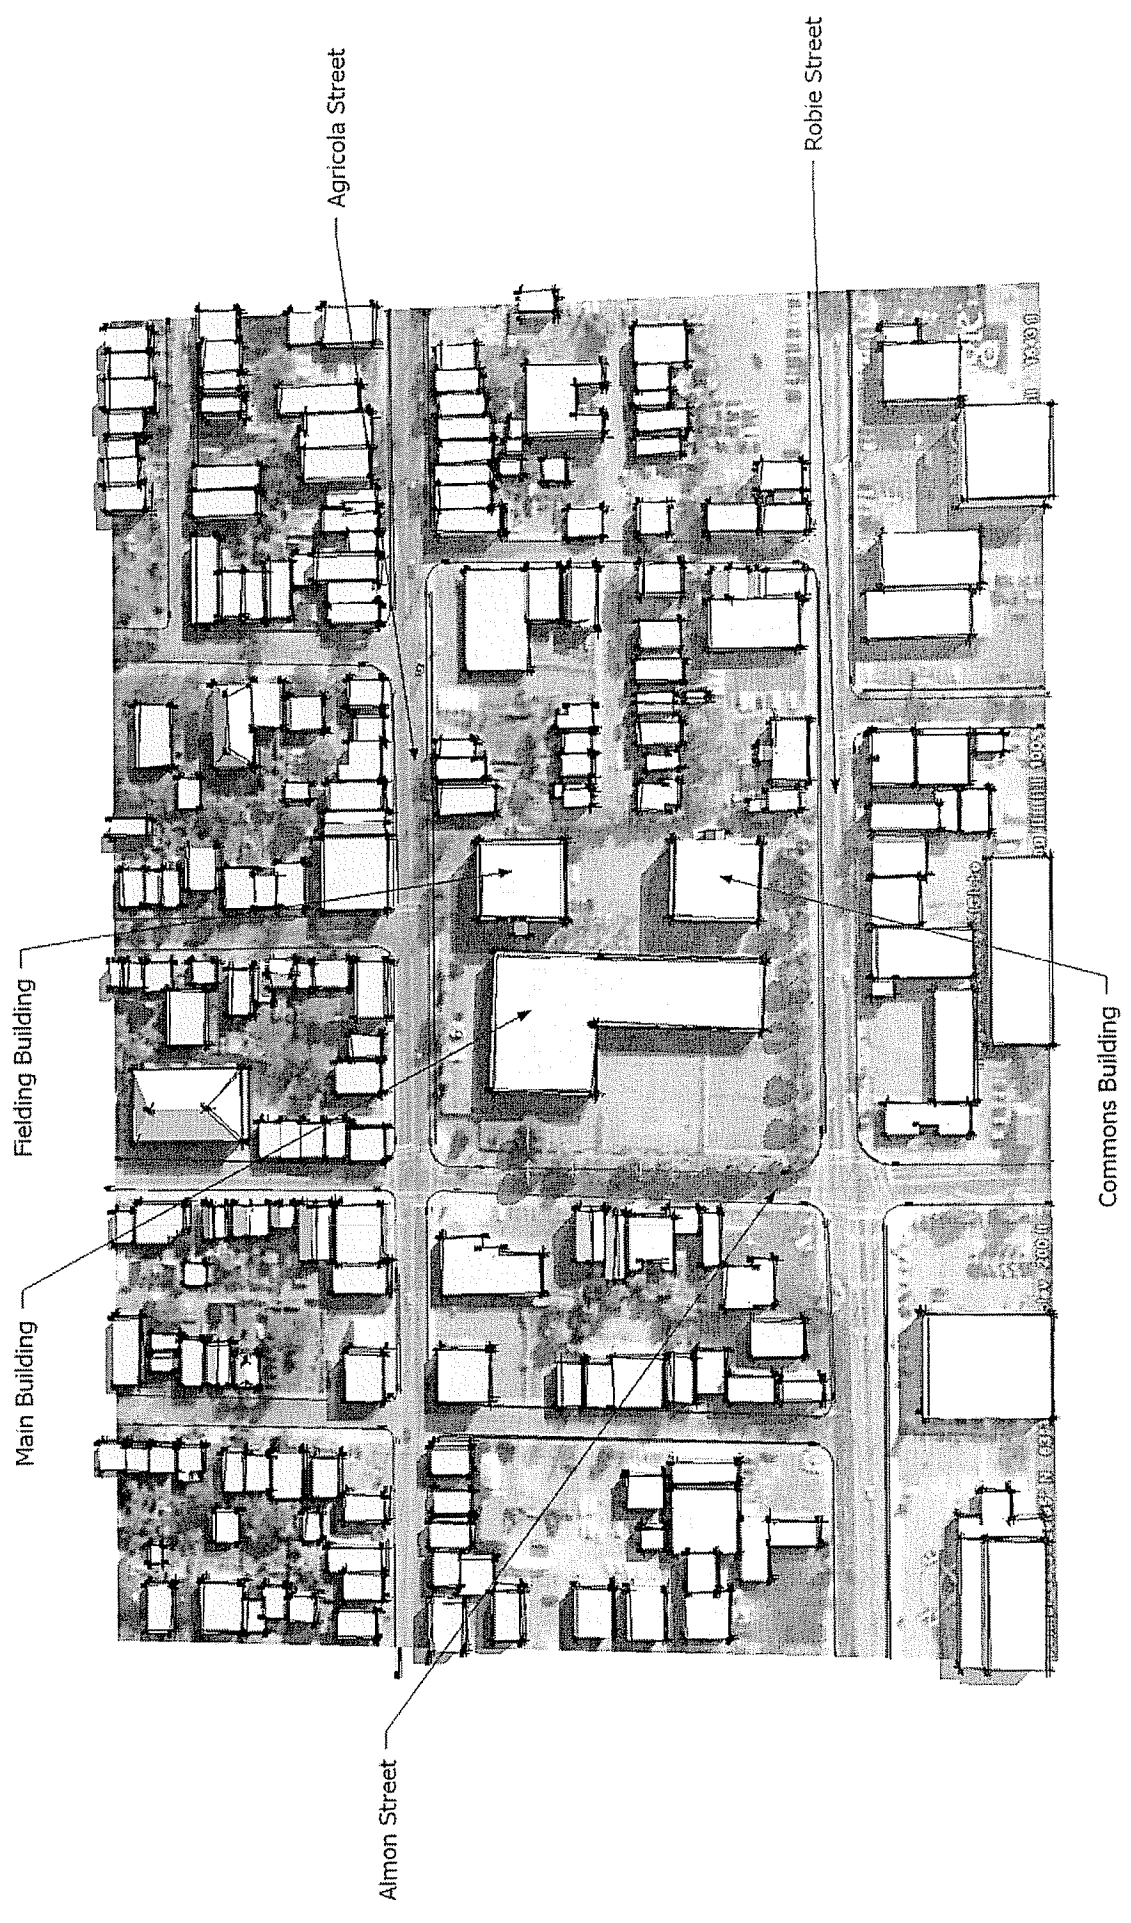 Main Building
Fielding Building
Agricola Street
Almon Street
Commons Building
Robie Street